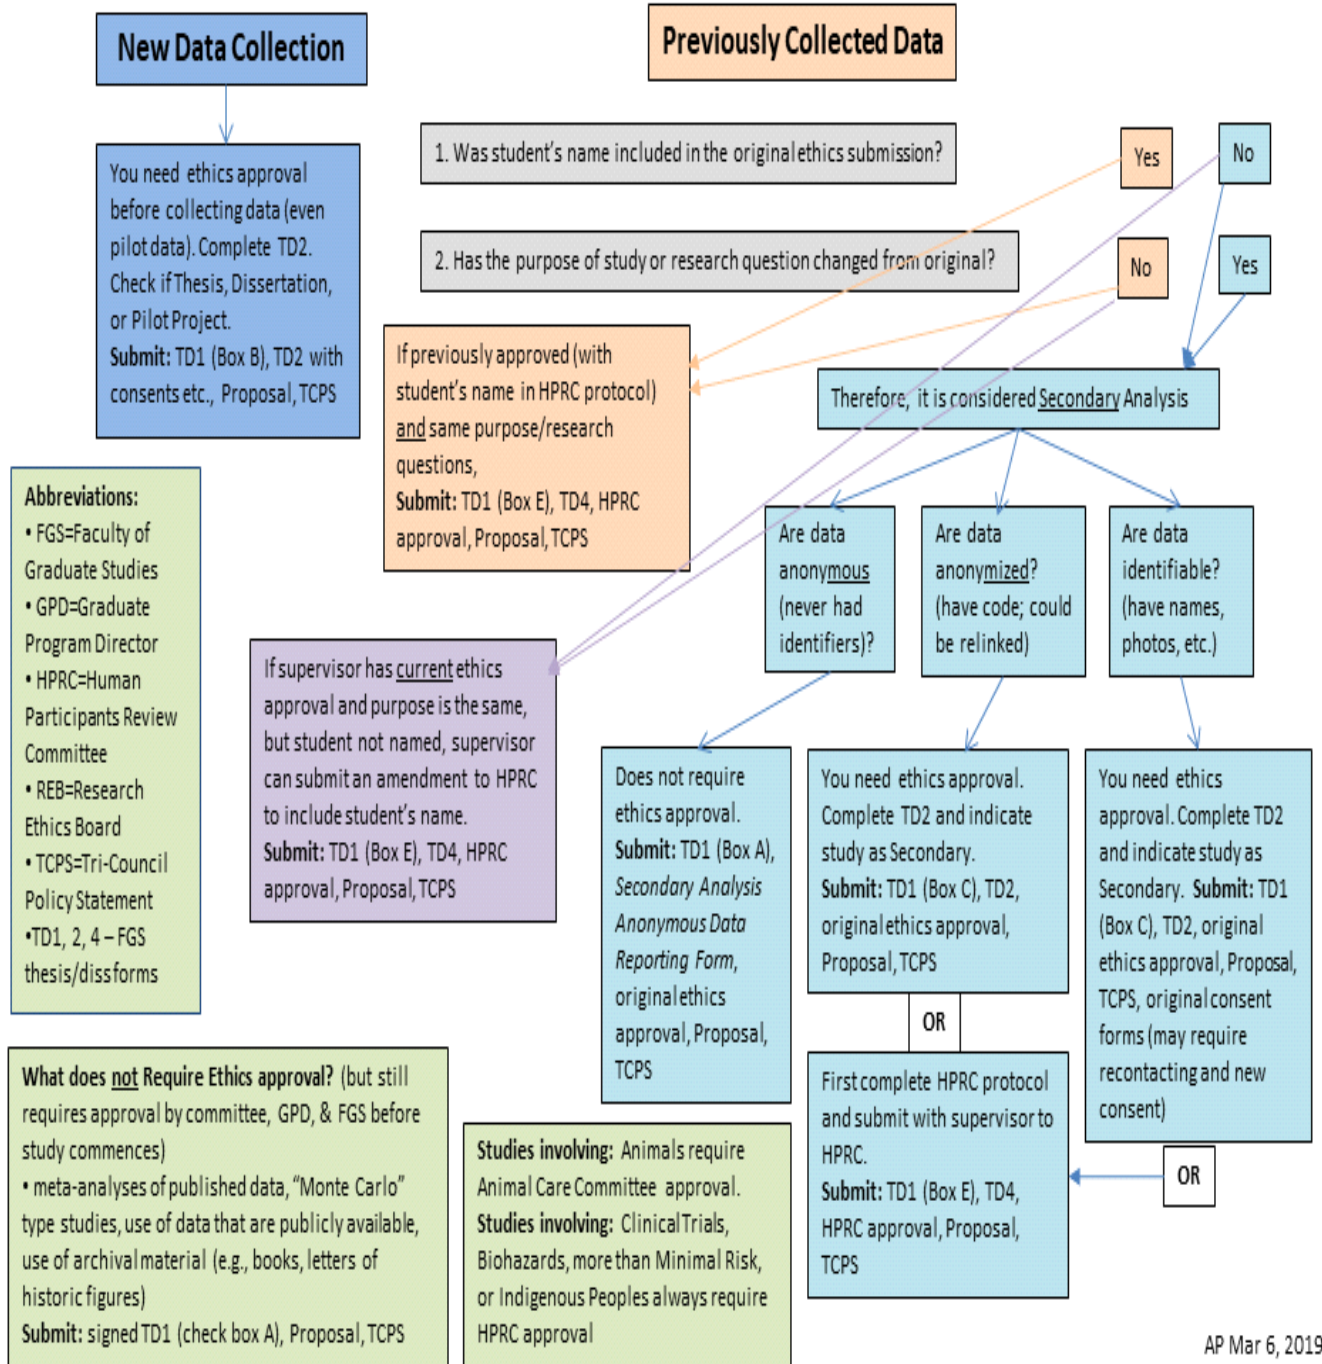 New Data Collection
Previously Collected Data
1. Was student's name included in the original ethics submission?
Yes
No
2. Has the purpose of study or research question changed from original?
No
Yes
You need ethics approval
before collecting data (even
pilot data). Complete TD2.
Check if Thesis, Dissertation,
or Pilot Project.
Submit: TD1 (Box B), TD2 with
consents etc., Proposal, TCPS
If previously approved (with
student's name in HPRC protocol)
and same purpose/research
questions,
Submit: TD1 (Box E), TD4, HPRC
approval, Proposal, TCPS
Therefore, it is considered Secondary Analysis
Abbreviations:
• FGS=Faculty of
Graduate Studies
• GPD=Graduate
Program Director
• HPRC=Human
Participants Review
Committee
• REB=Research
Ethics Board
• TCPS=Tri-Council
Policy Statement
•TD1, 2, 4 – FGS
thesis/diss forms
If supervisor has current ethics
approval and purpose is the same,
but student not named, supervisor
can submit an amendment to HPRC
to include student's name.
Submit: TD1 (Box E), TD4, HPRC
approval, Proposal, TCPS
Are data
anonymous
(never had
identifiers)?
Are data
anonymized?
(have code; could
be relinked)
Are data
identifiable?
(have names,
photos, etc.)
Does not require
ethics approval.
Submit: TD1 (Box A),
Secondary Analysis
Anonymous Data
Reporting Form,
original ethics
approval, Proposal,
TCPS
You need ethics approval.
Complete TD2 and indicate
study as Secondary.
Submit: TD1 (Box C), TD2,
original ethics approval,
Proposal, TCPS
OR
First complete HPRC protocol
and submit with supervisor to
HPRC.
Submit: TD1 (Box E), TD4,
HPRC approval, Proposal,
TCPS
You need ethics
approval. Complete TD2
and indicate study as
Secondary. Submit: TD1
(Box C), TD2, original
ethics approval, Proposal,
TCPS, original consent
forms (may require
recontacting and new
consent)
OR
What does not Require Ethics approval? (but still
requires approval by committee, GPD, & FGS before
study commences)
• meta-analyses of published data, "Monte Carlo"
type studies, use of data that are publicly available,
use of archival material (e.g., books, letters of
historic figures)
Submit: signed TD1 (check box A), Proposal, TCPS
Studies involving: Animals require
Animal Care Committee approval.
Studies involving: Clinical Trials,
Biohazards, more than Minimal Risk,
or Indigenous Peoples always require
HPRC approval
AP Mar 6, 2019